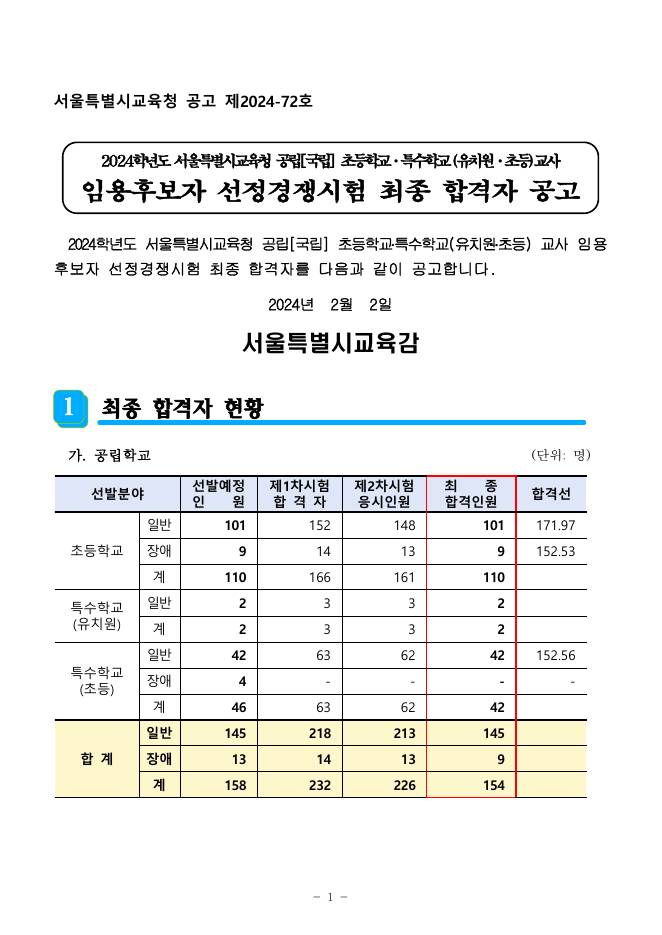 서울특별시교육청 공고 제2024-72호
2024학년도 서울특별시교육청 공립[국립] 초등학교·특수학교(유치원·초등)교사
임용후보자 선정경쟁시험 최종 합격자 공고
2024학년도 서울특별시교육청 공립[국립] 초등학교·특수학교(유치원·초등) 교사 임용
후보자 선정경쟁시험 최종 합격자를 다음과 같이 공고합니다.
2024년 2월 2일
서울특별시교육감
1 최종 합격자 현황
가. 공립학교 (단위: 명)
선발분야 선발예정 인 원 제1차시험 합 격 자 제2차시험 응시인원 최 종 합격인원 합격선
초등학교 일반 101 152 148 101 171.97
장애 9 14 13 9 152.53
계 110 166 161 110
특수학교 (유치원) 일반 2 3 3 2
계 2 3 3 2
특수학교 (초등) 일반 42 63 62 42 152.56
장애 4 - - - -
계 46 63 62 42
합 계 일반 145 218 213 145
장애 13 14 13 9
계 158 232 226 154
- 1 -